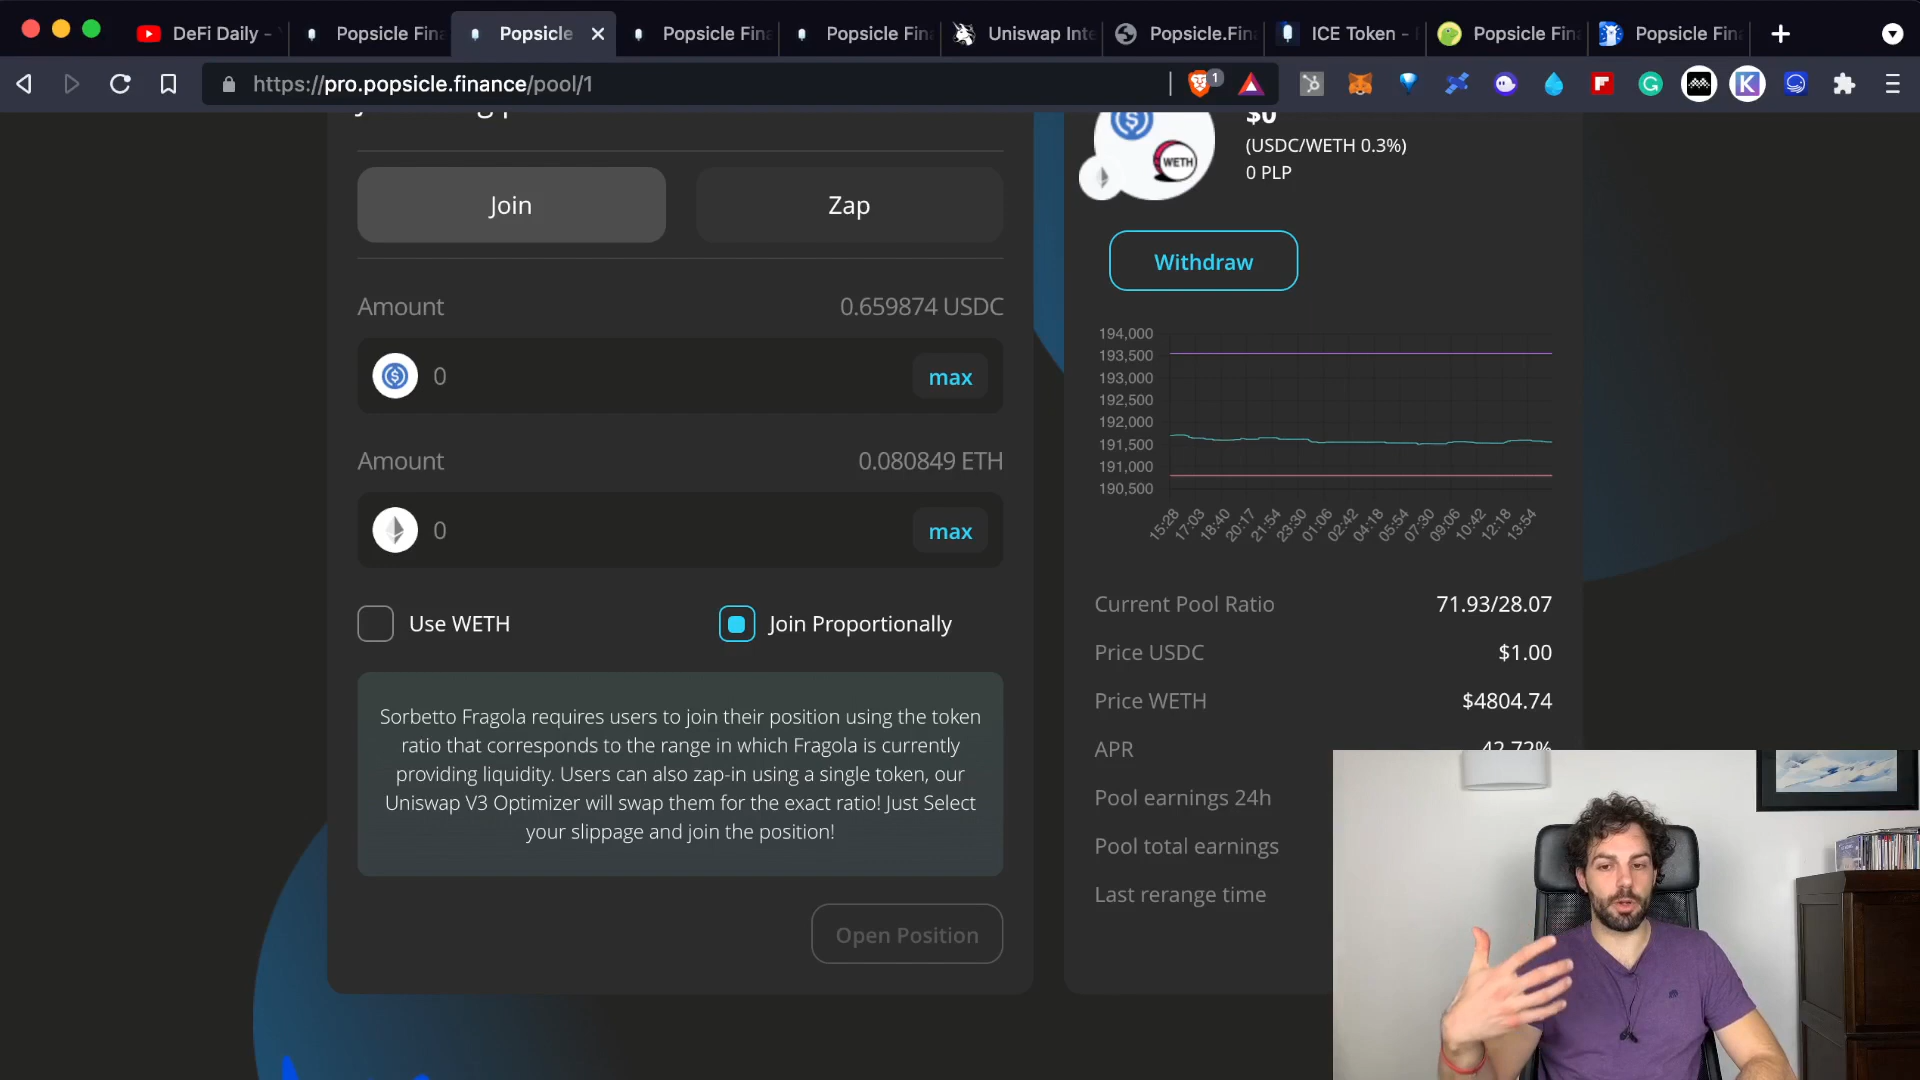 DeFi Daily -
Popsicle Fin
Popsicle
Popsicle Fina
Popsicle Fin
Uniswap Inte
Popsicle.Fin
ICE Token -
Popsicle Fin
Popsicle Fin
https://pro.popsicle.finance/pool/1
1
$0
(USDC/WETH 0.3%)
0 PLP
WETH
Join
Zap
Withdraw
Amount
0.659874 USDC
0
max
Amount
0.080849 ETH
0
max
Use WETH
Join Proportionally
Sorbetto Fragola requires users to join their position using the token
ratio that corresponds to the range in which Fragola is currently
providing liquidity. Users can also zap-in using a single token, our
Uniswap V3 Optimizer will swap them for the exact ratio! Just Select
your slippage and join the position!
Open Position
194,000
193,500
193,000
192,500
192,000
191,500
191,000
190,500
15:28
17:03
18:40
20:17
21:54
23:30
01:06
02:42
04:18
05:54
07:30
09:06
10:42
12:18
13:54
Current Pool Ratio
71.93/28.07
Price USDC
$1.00
Price WETH
$4804.74
APR
42.72%
Pool earnings 24h
Pool total earnings
Last rerange time